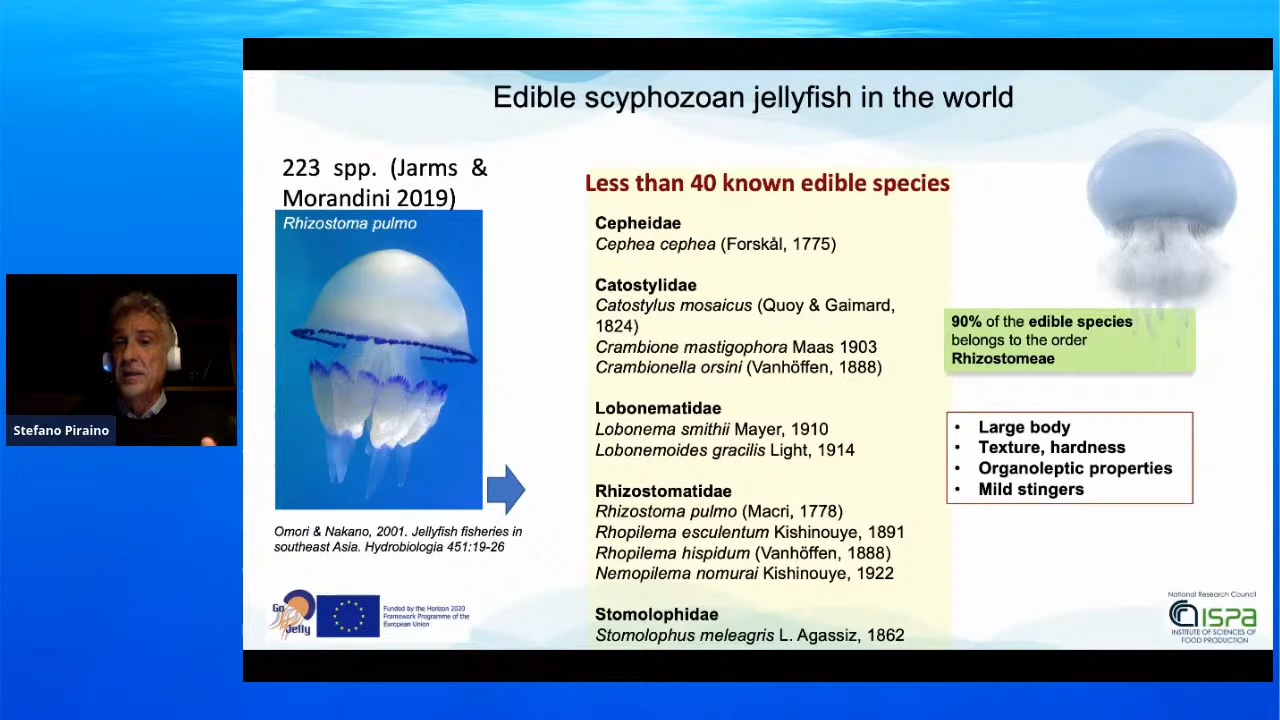 Edible scyphozoan jellyfish in the world
223 spp. (Jarms &
Morandini 2019)
Rhizostoma pulmo
Omori & Nakano, 2001. Jellyfish fisheries in
southeast Asia. Hydrobiologia 451:19-26
Less than 40 known edible species
Cepheidae
Cephea cephea (Forskål, 1775)
Catostylidae
Catostylus mosaicus (Quoy & Gaimard,
1824)
Crambione mastigophora Maas 1903
Crambionella orsini (Vanhöffen, 1888)
Lobonematidae
Lobonema smithii Mayer, 1910
Lobonemoides gracilis Light, 1914
Rhizostomatidae
Rhizostoma pulmo (Macri, 1778)
Rhopilema esculentum Kishinouye, 1891
Rhopilema hispidum (Vanhöffen, 1888)
Nemopilema nomurai Kishinouye, 1922
Stomolophidae
Stomolophus meleagris L. Agassiz, 1862
90% of the edible species
belongs to the order
Rhizostomeae
• Large body
• Texture, hardness
• Organoleptic properties
• Mild stingers
Stefano Piraino
Go
Jelly
Funded by the Horizon 2020
Framework Programme of the
European Union
National Research Council
ISPA
INSTITUTE OF SCIENCES OF
FOOD PRODUCTION